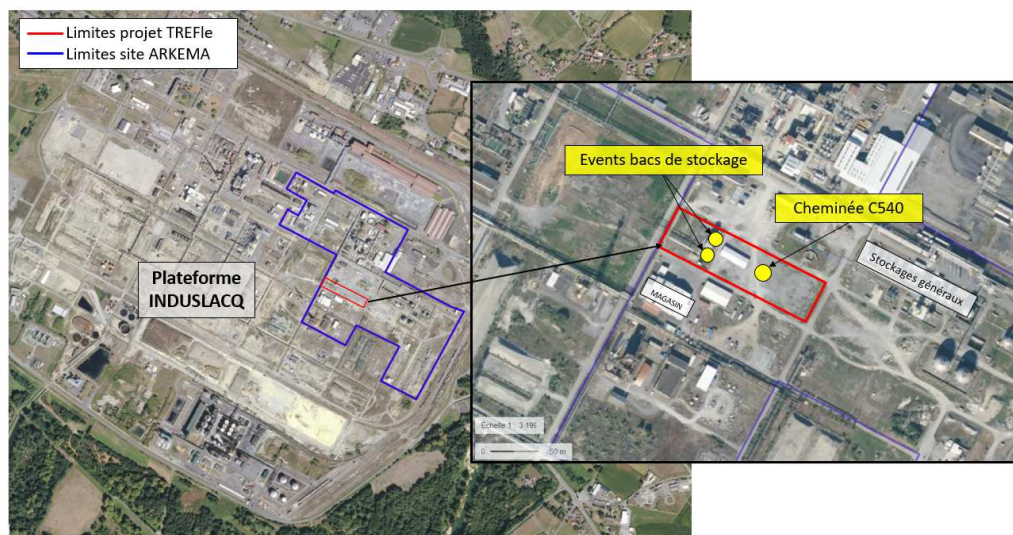 Limites projet TREFle
Limites site ARKEMA
Plateforme
INDUSLACQ
Events bacs de stockage
Cheminée C540
Stockages généraux
MAGASIN
Échelle 1 : 3 199
0 50 m